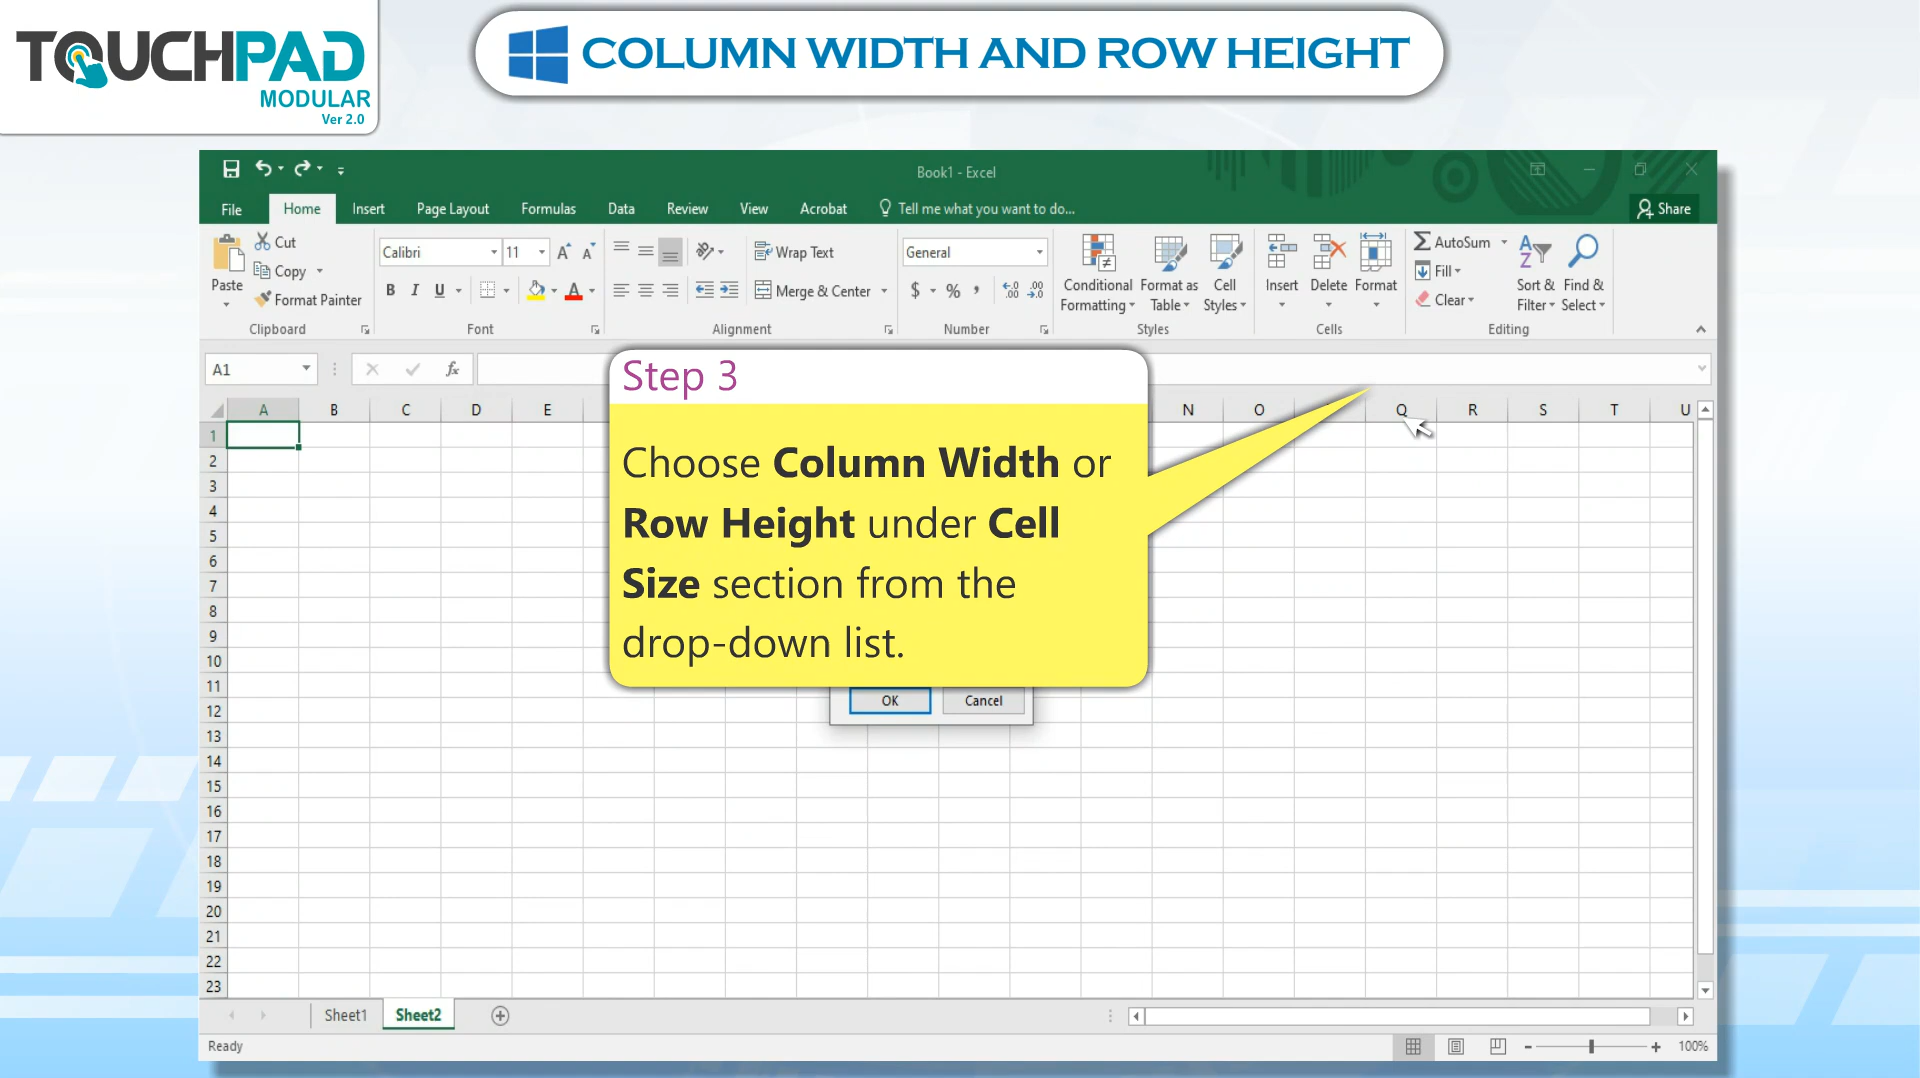 TOUCHPAD
MODULAR
Ver 2.0
COLUMN WIDTH AND ROW HEIGHT
Book1 - Excel
File Home Insert Page Layout Formulas Data Review View Acrobat Tell me what you want to do... Share
Paste
Cut
Copy
Format Painter
Clipboard
Calibri 11
B I U
Font
Wrap Text
Merge & Center
Alignment
General
$ % ,
Number
Conditional Formatting
Format as Table
Cell Styles
Styles
Insert Delete Format
Cells
AutoSum
Fill
Clear
Sort & Filter
Find & Select
Editing
A1
fx
A B C D E N O Q R S T U
1
2
3
4
5
6
7
8
9
10
11
12
13
14
15
16
17
18
19
20
21
22
23
Step 3
Choose Column Width or
Row Height under Cell
Size section from the
drop-down list.
OK Cancel
Sheet1 Sheet2
Ready
100%